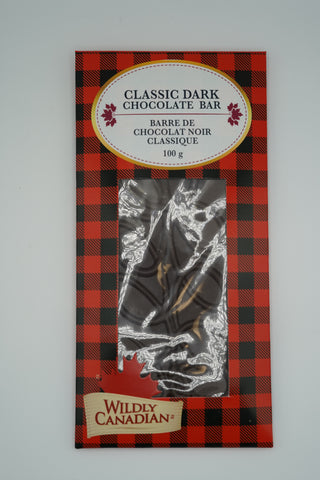 CLASSIC DARK
CHOCOLATE BAR
BARRE DE
CHOCOLAT NOIR
CLASSIQUE
100 g
WILDLY
CANADIAN